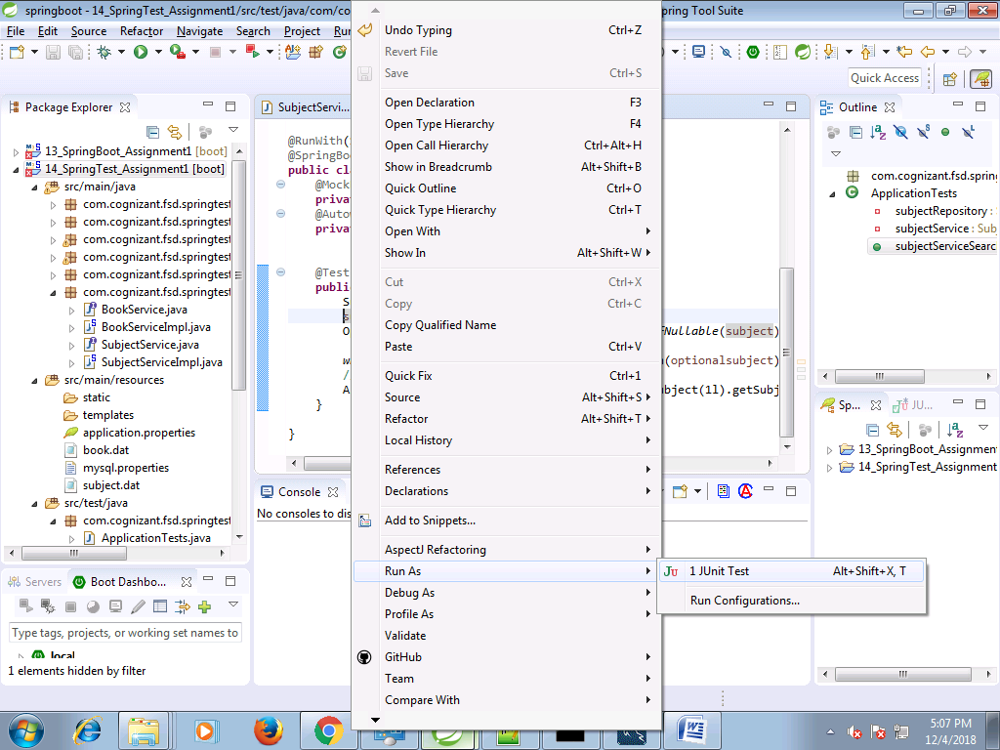 springboot - 14_SpringTest_Assignment1/src/test/java/com/co
pring Tool Suite
File Edit Source Refactor Navigate Search Project Ru
Quick Access
Package Explorer
13_SpringBoot_Assignment1 [boot]
14_SpringTest_Assignment1 [boot]
src/main/java
com.cognizant.fsd.springtest
com.cognizant.fsd.springtest
com.cognizant.fsd.springtest
com.cognizant.fsd.springtest
com.cognizant.fsd.springtest
com.cognizant.fsd.springtest
BookService.java
BookServiceImpl.java
SubjectService.java
SubjectServiceImpl.java
src/main/resources
static
templates
application.properties
book.dat
mysql.properties
subject.dat
src/test/java
com.cognizant.fsd.springtest
ApplicationTests.java
Servers
Boot Dashbo...
Type tags, projects, or working set names to
local
1 elements hidden by filter
SubjectServi...
@RunWith(
@SpringBoo
public cla
@Mock
privat
@Autow
privat
@Test
public
S
O
FNullable(subject)
w
n(optionalsubject)
/
A
ubject(1l).getSubj
}
}
Console
No consoles to dis
Undo Typing Ctrl+Z
Revert File
Save Ctrl+S
Open Declaration F3
Open Type Hierarchy F4
Open Call Hierarchy Ctrl+Alt+H
Show in Breadcrumb Alt+Shift+B
Quick Outline Ctrl+O
Quick Type Hierarchy Ctrl+T
Open With
Show In Alt+Shift+W
Cut Ctrl+X
Copy Ctrl+C
Copy Qualified Name
Paste Ctrl+V
Quick Fix Ctrl+1
Source Alt+Shift+S
Refactor Alt+Shift+T
Local History
References
Declarations
Add to Snippets...
AspectJ Refactoring
Run As
Debug As
Profile As
Validate
GitHub
Team
Compare With
Ju 1 JUnit Test Alt+Shift+X, T
Run Configurations...
Outline
com.cognizant.fsd.spring
ApplicationTests
subjectRepository :
subjectService : Sub
subjectServiceSearc
Sp...
JU...
13_SpringBoot_Assignmen
14_SpringTest_Assignment
5:07 PM
12/4/2018